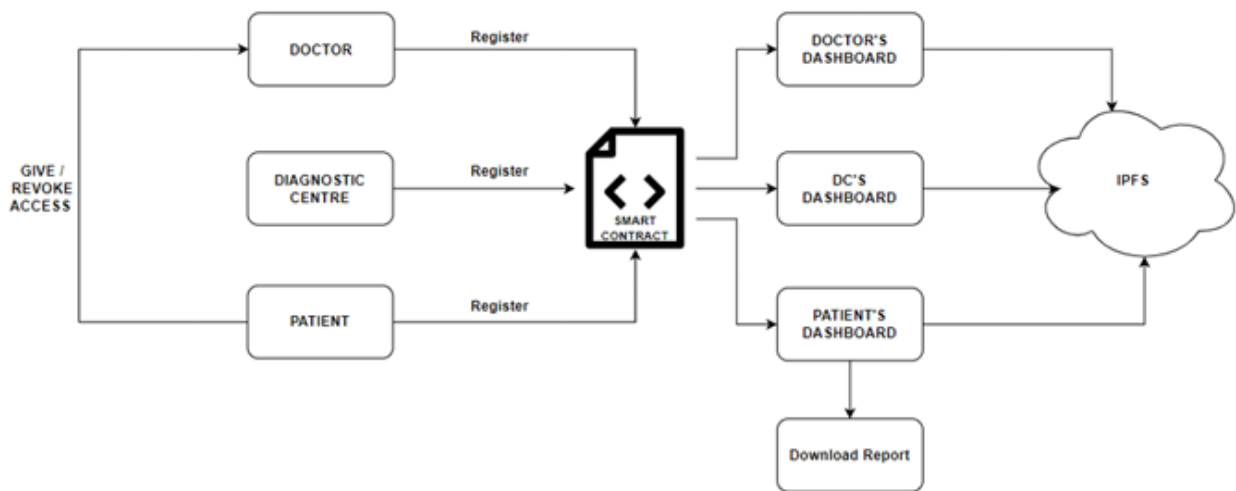 DOCTOR
Register
DOCTOR'S
DASHBOARD
GIVE /
REVOKE
ACCESS
DIAGNOSTIC
CENTRE
Register
SMART
CONTRACT
DC'S
DASHBOARD
IPFS
PATIENT
Register
PATIENT'S
DASHBOARD
Download Report